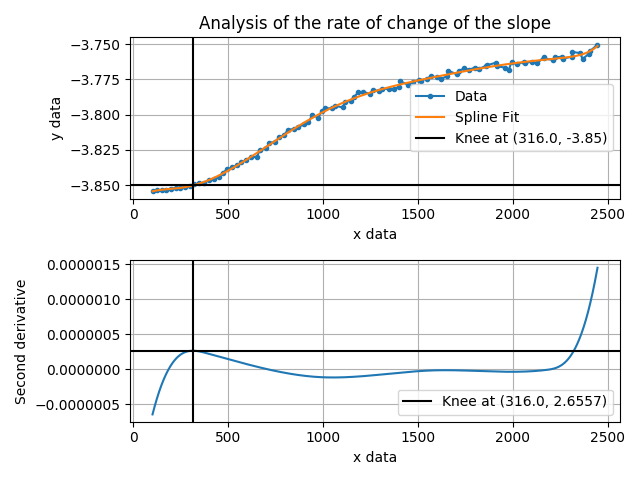 Analysis of the rate of change of the slope
−3.750
−3.775
−3.800
−3.825
−3.850
y data
Data
Spline Fit
Knee at (316.0, -3.85)
0 500 1000 1500 2000 2500
x data
0.0000015
0.0000010
0.0000005
0.0000000
−0.0000005
Second derivative
Knee at (316.0, 2.6557)
0 500 1000 1500 2000 2500
x data